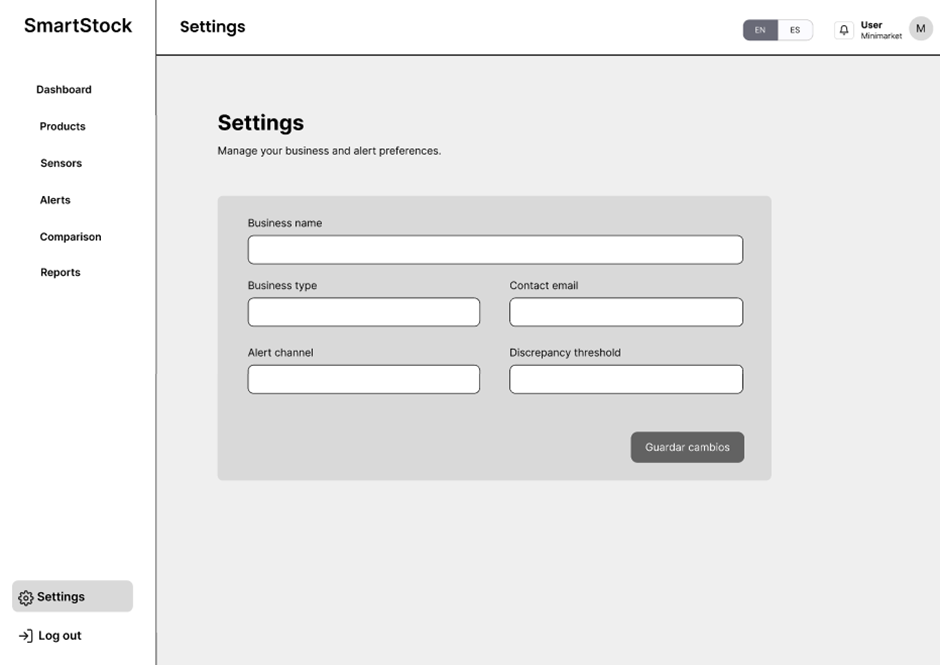 SmartStock
Settings
EN
ES
User
Minimarket
M
Dashboard
Products
Sensors
Alerts
Comparison
Reports
Settings
Log out
Settings
Manage your business and alert preferences.
Business name
Business type
Contact email
Alert channel
Discrepancy threshold
Guardar cambios